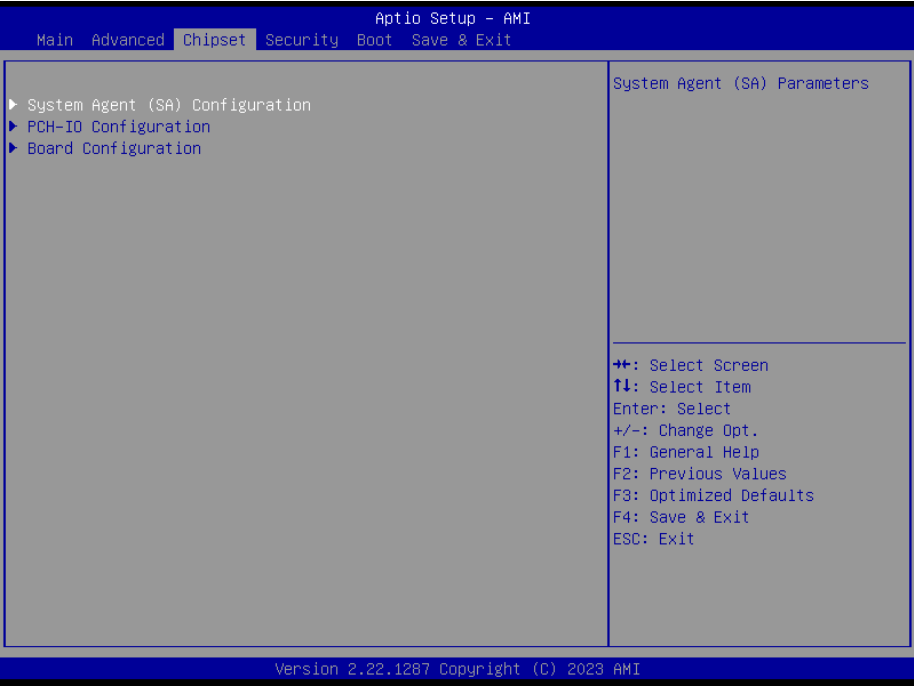 Aptio Setup - AMI
Main Advanced Chipset Security Boot Save & Exit
System Agent (SA) Configuration
PCH-IO Configuration
Board Configuration
System Agent (SA) Parameters
→←: Select Screen
↑↓: Select Item
Enter: Select
+/-: Change Opt.
F1: General Help
F2: Previous Values
F3: Optimized Defaults
F4: Save & Exit
ESC: Exit
Version 2.22.1287 Copyright (C) 2023 AMI